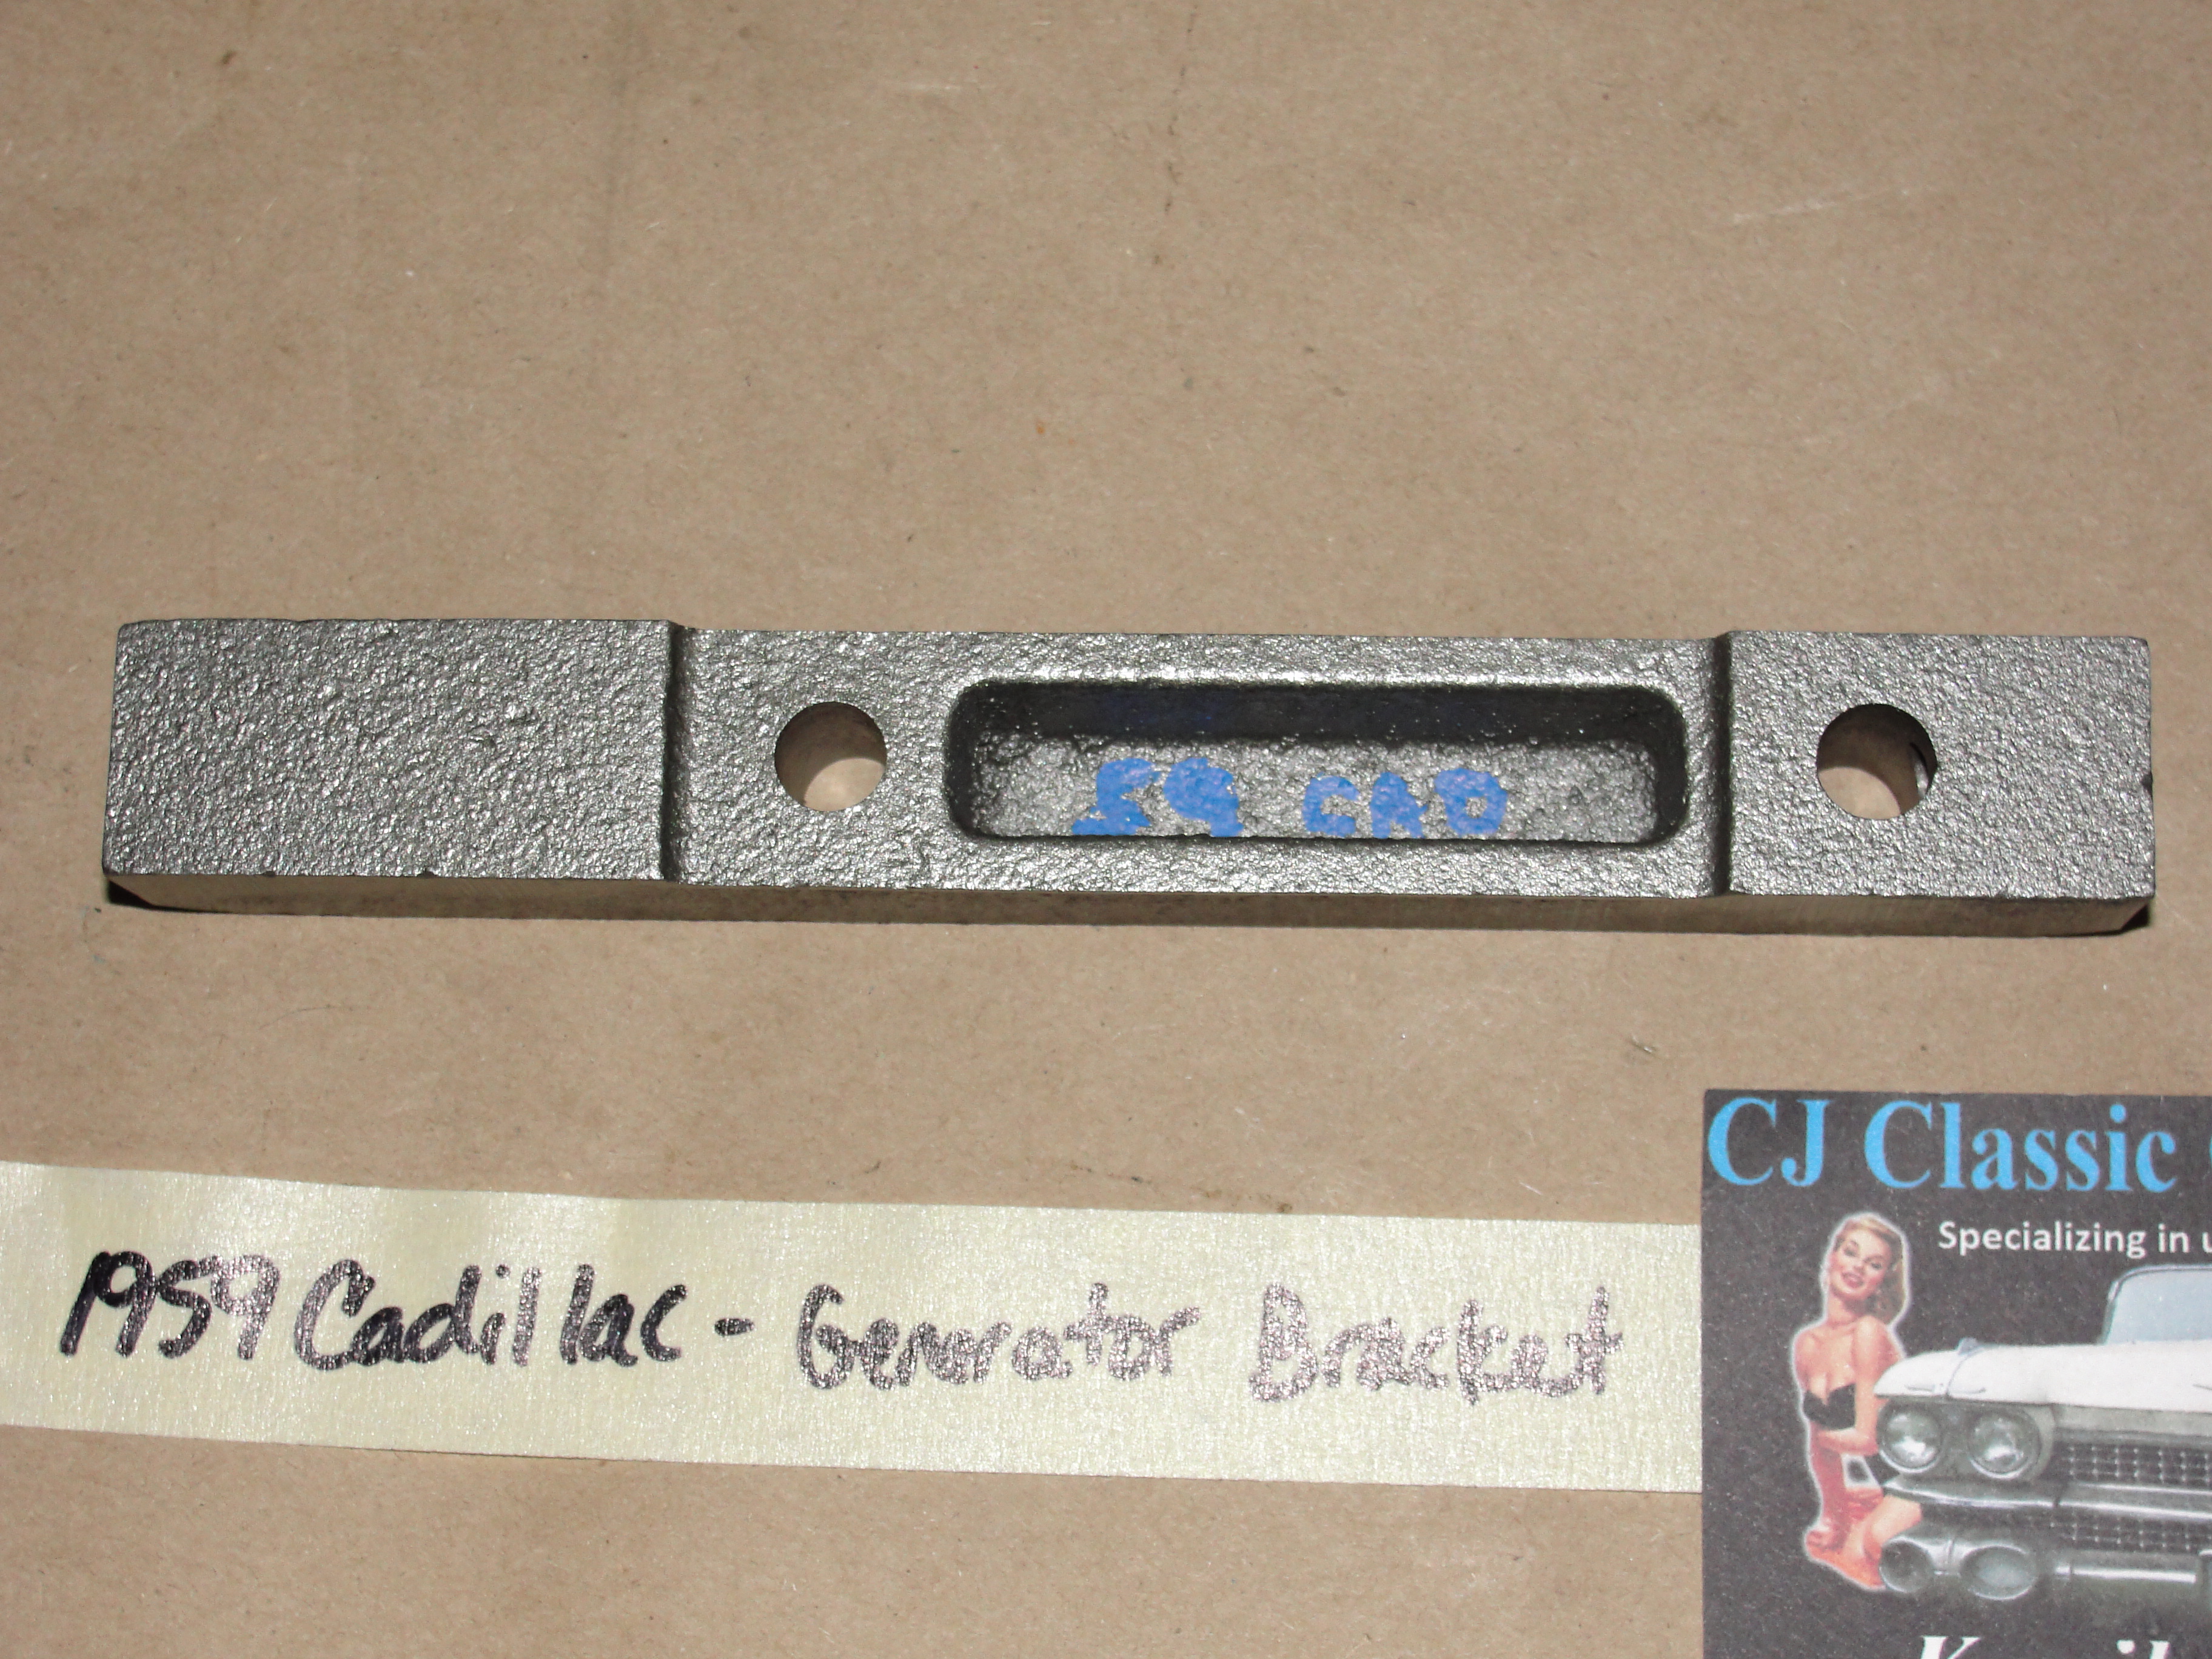 59 CAD
1959 Cadillac - Generator Bracket
CJ Classic
Specializing in